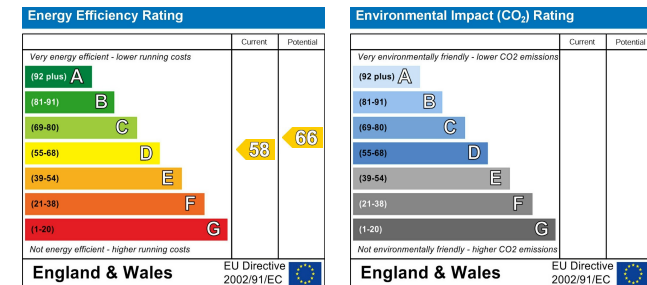 Energy Efficiency Rating
Current Potential
Very energy efficient - lower running costs
(92 plus) A
(81-91) B
(69-80) C
(55-68) D
(39-54) E
(21-38) F
(1-20) G
58
66
Not energy efficient - higher running costs
England & Wales
EU Directive
2002/91/EC
Environmental Impact (CO₂) Rating
Current Potential
Very environmentally friendly - lower CO2 emissions
(92 plus) A
(81-91) B
(69-80) C
(55-68) D
(39-54) E
(21-38) F
(1-20) G
Not environmentally friendly - higher CO2 emissions
England & Wales
EU Directive
2002/91/EC